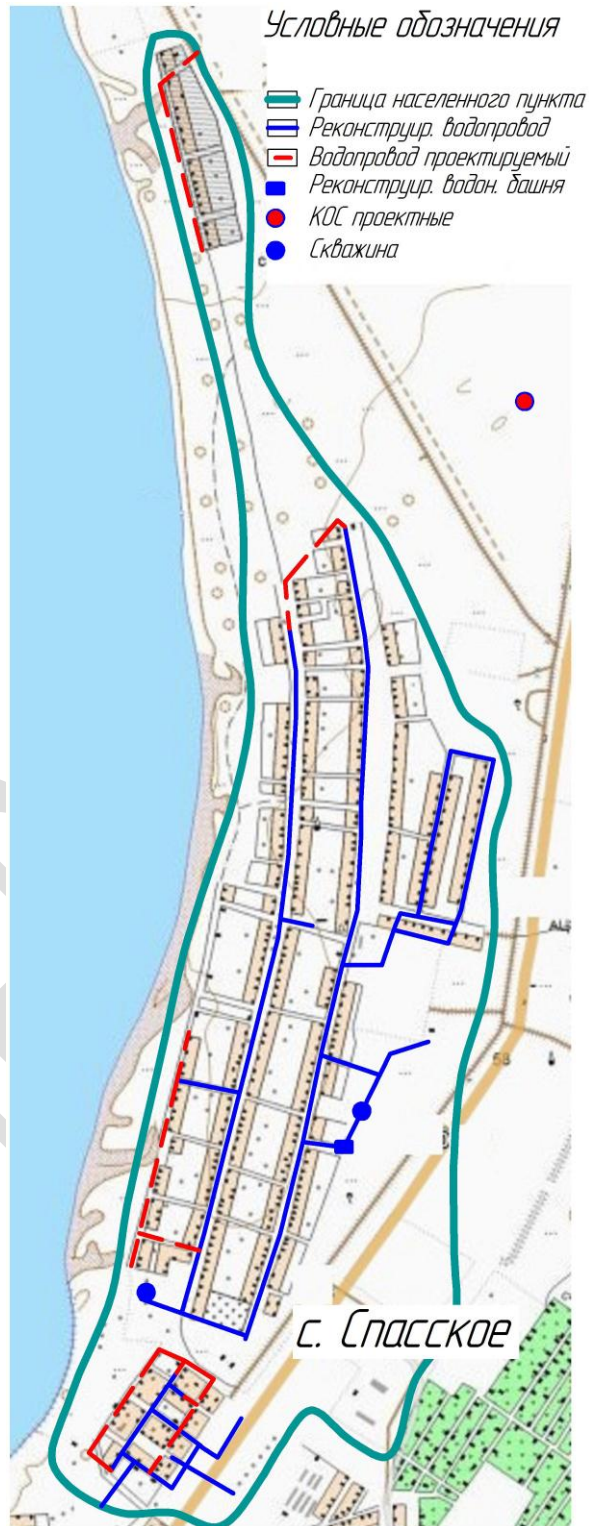 Условные обозначения
Граница населенного пункта
Реконструир. водопровод
Водопровод проектируемый
Реконструир. водон. башня
КОС проектные
Скважина
с. Спасское